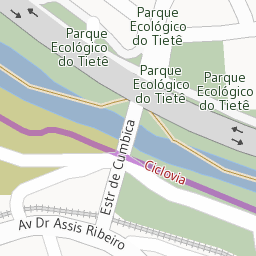 Parque
Ecológico
do Tietê
Parque
Ecológico
do Tietê
Parque
Ecológico
do Tietê
Parque
Ecológico
do Tietê
Estr de Cumbica
Ciclovia
Av Dr Assis Ribeiro